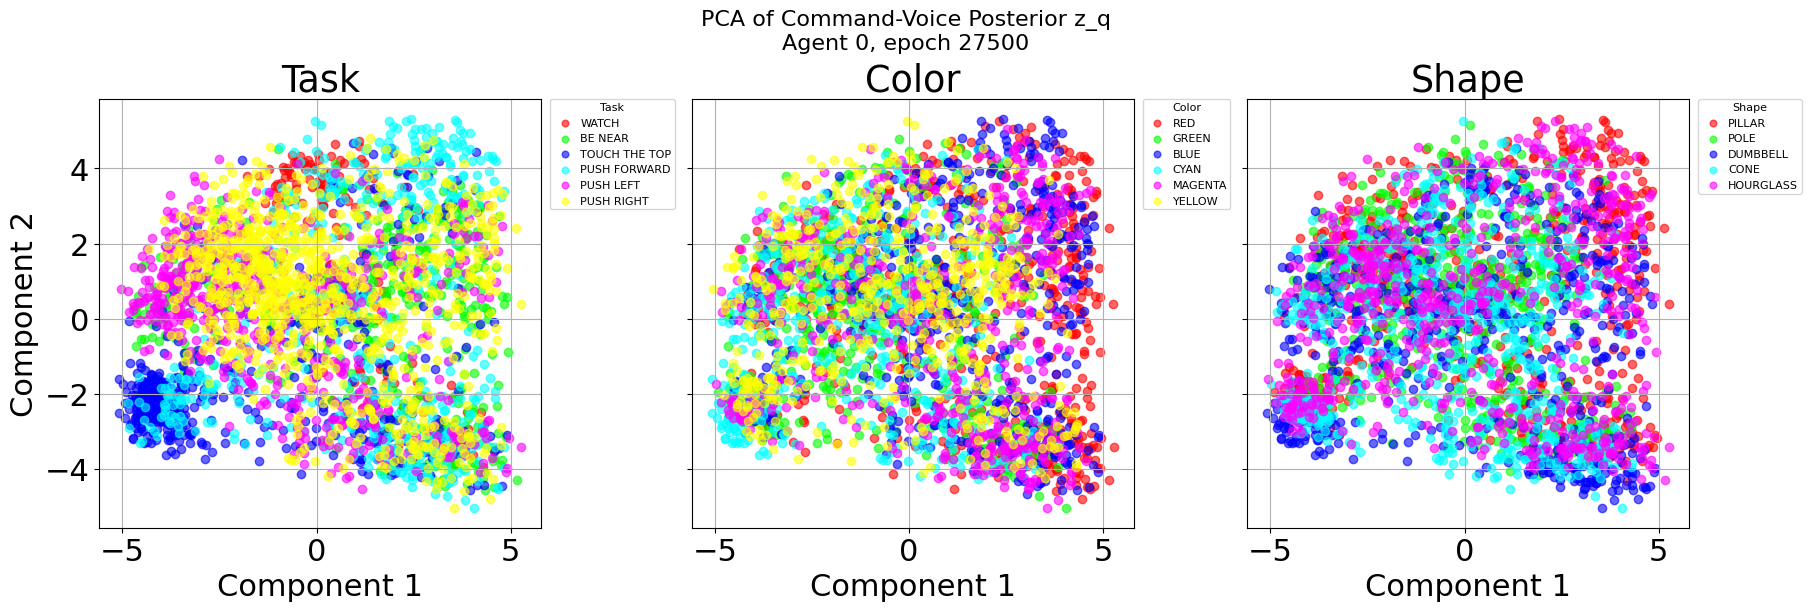 PCA of Command-Voice Posterior z_q
Agent 0, epoch 27500
Task
Component 2
4
2
0
−2
−4
−5
0
5
Component 1
Task
WATCH
BE NEAR
TOUCH THE TOP
PUSH FORWARD
PUSH LEFT
PUSH RIGHT
Color
−5
0
5
Component 1
Color
RED
GREEN
BLUE
CYAN
MAGENTA
YELLOW
Shape
−5
0
5
Component 1
Shape
PILLAR
POLE
DUMBBELL
CONE
HOURGLASS